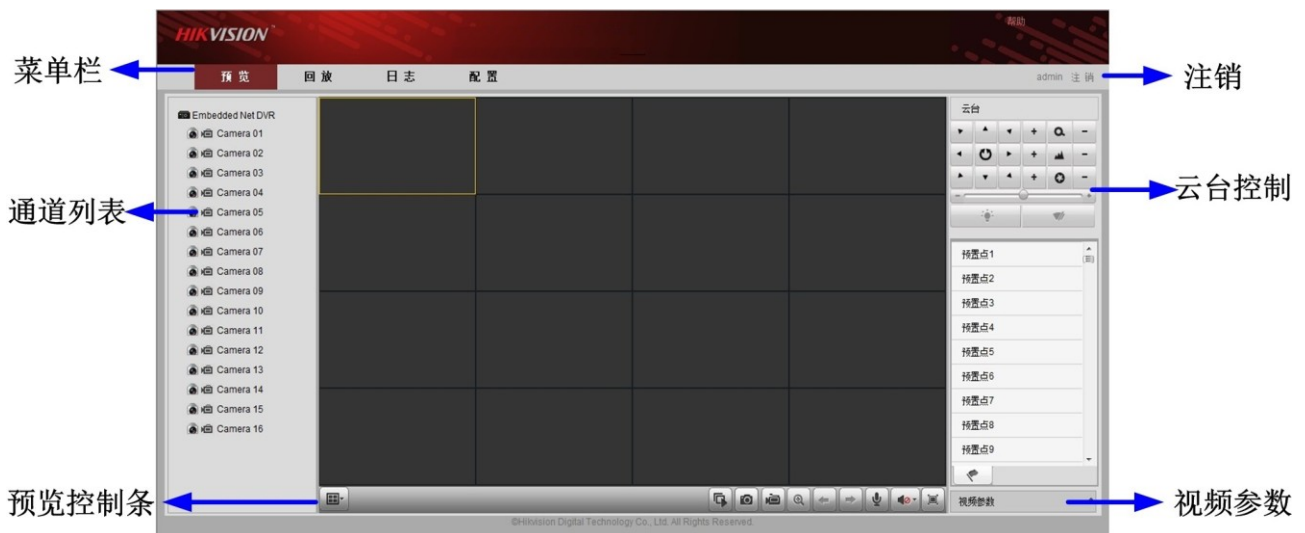 帮助
HIKVISION
菜单栏
预览 回放 日志 配置
admin 注销
注销
Embedded Net DVR
Camera 01
Camera 02
Camera 03
Camera 04
Camera 05
Camera 06
Camera 07
Camera 08
Camera 09
Camera 10
Camera 11
Camera 12
Camera 13
Camera 14
Camera 15
Camera 16
通道列表
云台
云台控制
预置点1
预置点2
预置点3
预置点4
预置点5
预置点6
预置点7
预置点8
预置点9
预览控制条
视频参数
视频参数
©Hikvision Digital Technology Co., Ltd. All Rights Reserved.